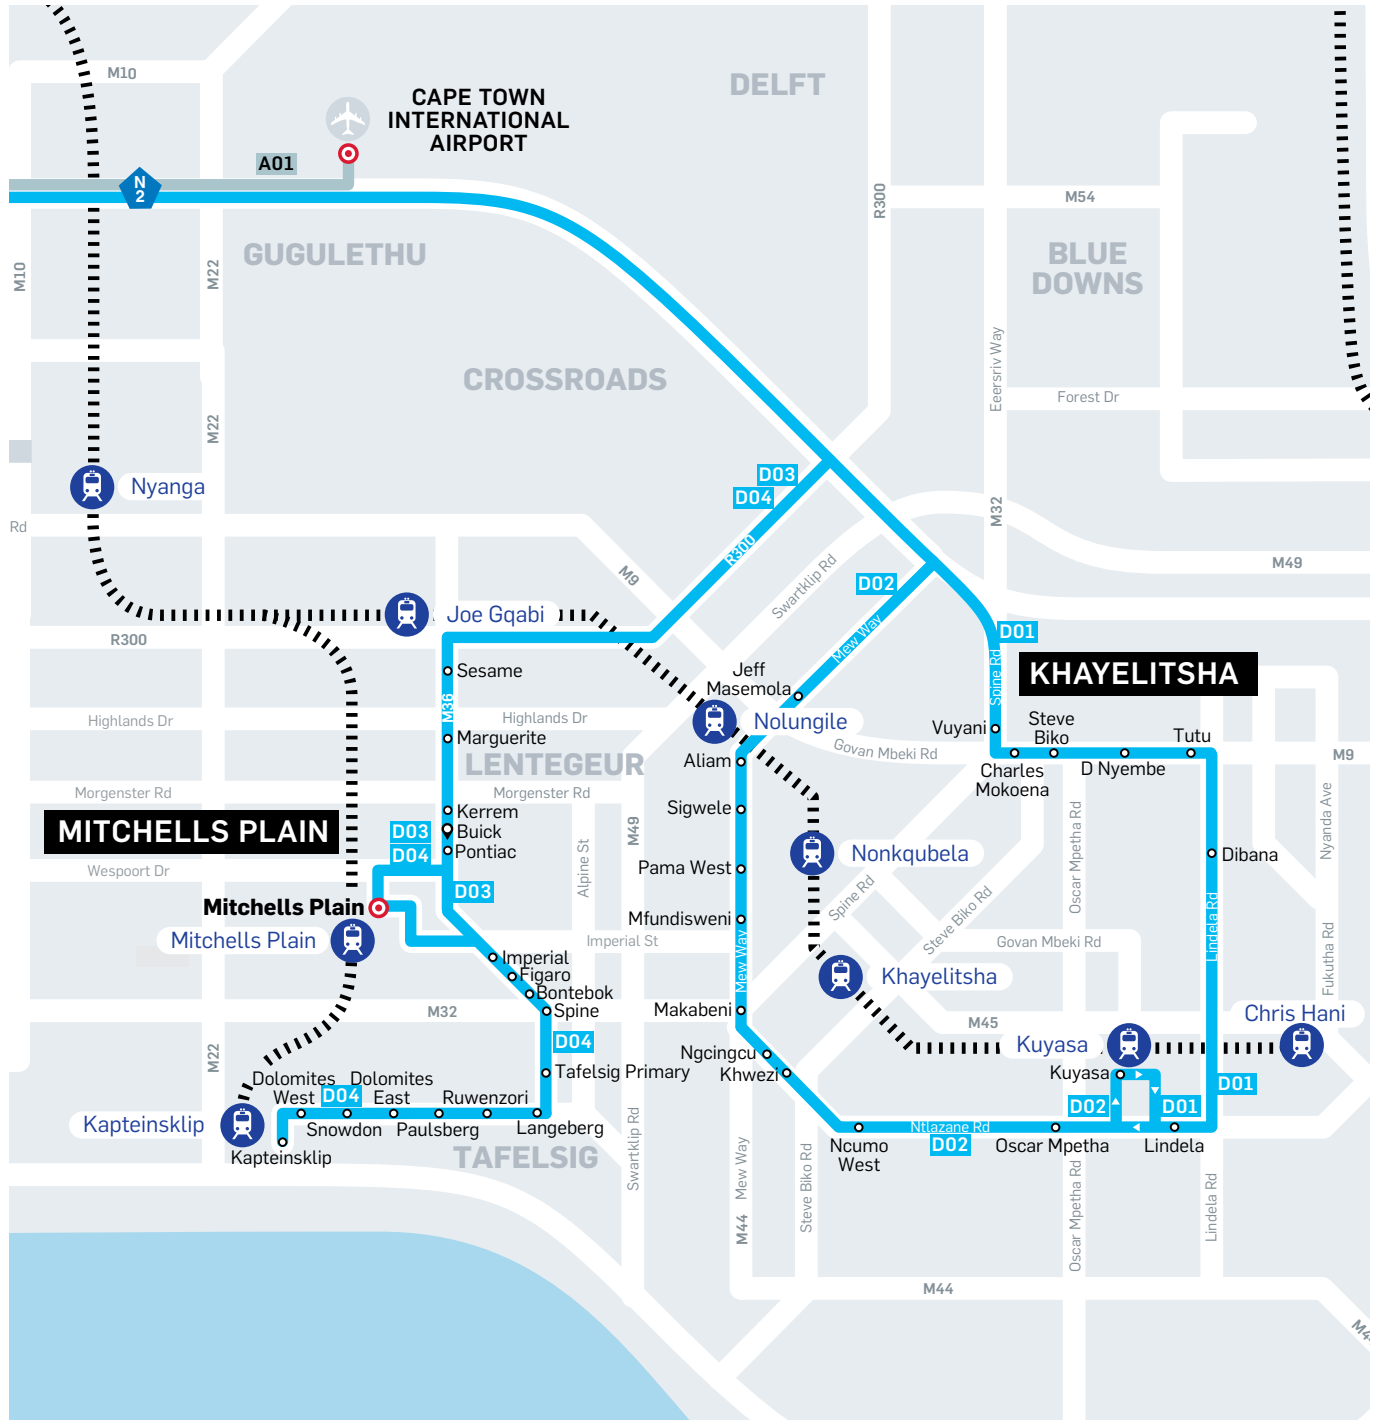 M10
DELFT
CAPE TOWN
INTERNATIONAL
AIRPORT
A01
N
2
R300
M54
GUGULETHU
M10
M22
BLUE
DOWNS
CROSSROADS
Eeersriv Way
Forest Dr
M22
Nyanga
D03
D04
Rd
M32
R300
M9
Swartklip Rd
M49
D02
Joe Gqabi
Mew Way
D01
R300
Sesame
Jeff
Masemola
Spine Rd
KHAYELITSHA
M36
Highlands Dr
Highlands Dr
Nolungile
Vuyani
Steve
Biko
Tutu
Marguerite
Govan Mbeki Rd
M9
LENTEGEUR
Aliam
Charles
Mokoena
D Nyembe
Morgenster Rd
Morgenster Rd
Kerrem
Sigwele
Oscar Mpetha Rd
Nyanda Ave
MITCHELLS PLAIN
D03
Buick
M49
D04
Pontiac
Nonkqubela
Dibana
Wespoort Dr
Alpine St
Pama West
D03
Spine Rd
Mitchells Plain
Mfundisweni
Steve Biko Rd
Lindela Rd
Mitchells Plain
Imperial St
Govan Mbeki Rd
Fukutha Rd
Imperial
Mew Way
Figaro
Khayelitsha
Bontebok
M32
Spine
Makabeni
M45
Chris Hani
D04
Kuyasa
M22
Ngcingcu
Khwezi
Kuyasa
Dolomites
West
D04
Dolomites
East
Ruwenzori
Tafelsig Primary
D01
D02
D01
Kapteinsklip
Snowdon
Paulsberg
Langeberg
Ntlazane Rd
Kapteinsklip
TAFELSIG
Swartklip Rd
D02
Ncumo
West
Oscar Mpetha
Lindela
Mew Way
M44
Steve Biko Rd
Oscar Mpetha Rd
Lindela Rd
M44